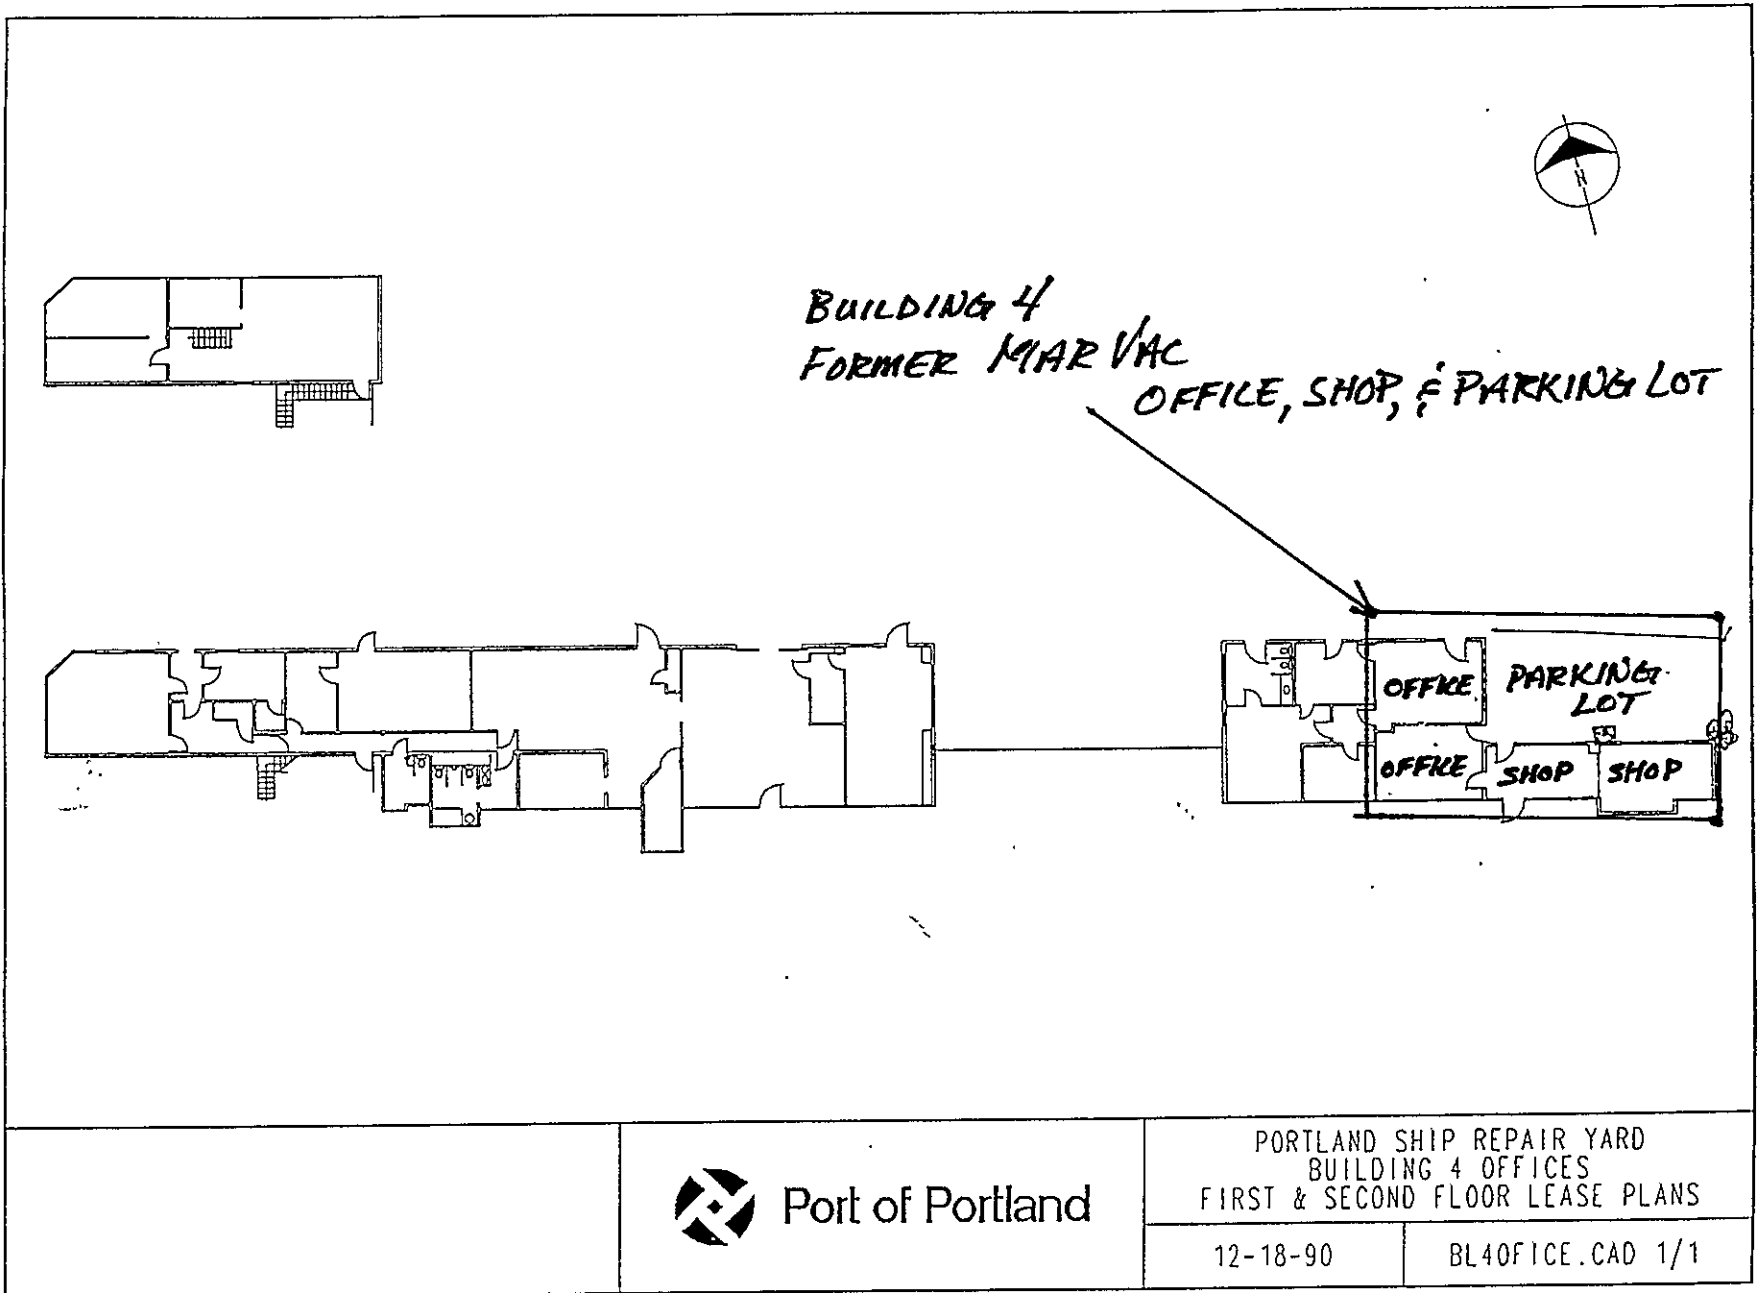 N
BUILDING 4
FORMER MAR VAC
OFFICE, SHOP, & PARKING LOT
OFFICE
PARKING
LOT
OFFICE
SHOP
SHOP
Port of Portland
PORTLAND SHIP REPAIR YARD
BUILDING 4 OFFICES
FIRST & SECOND FLOOR LEASE PLANS
12-18-90
BL4OFICE.CAD 1/1